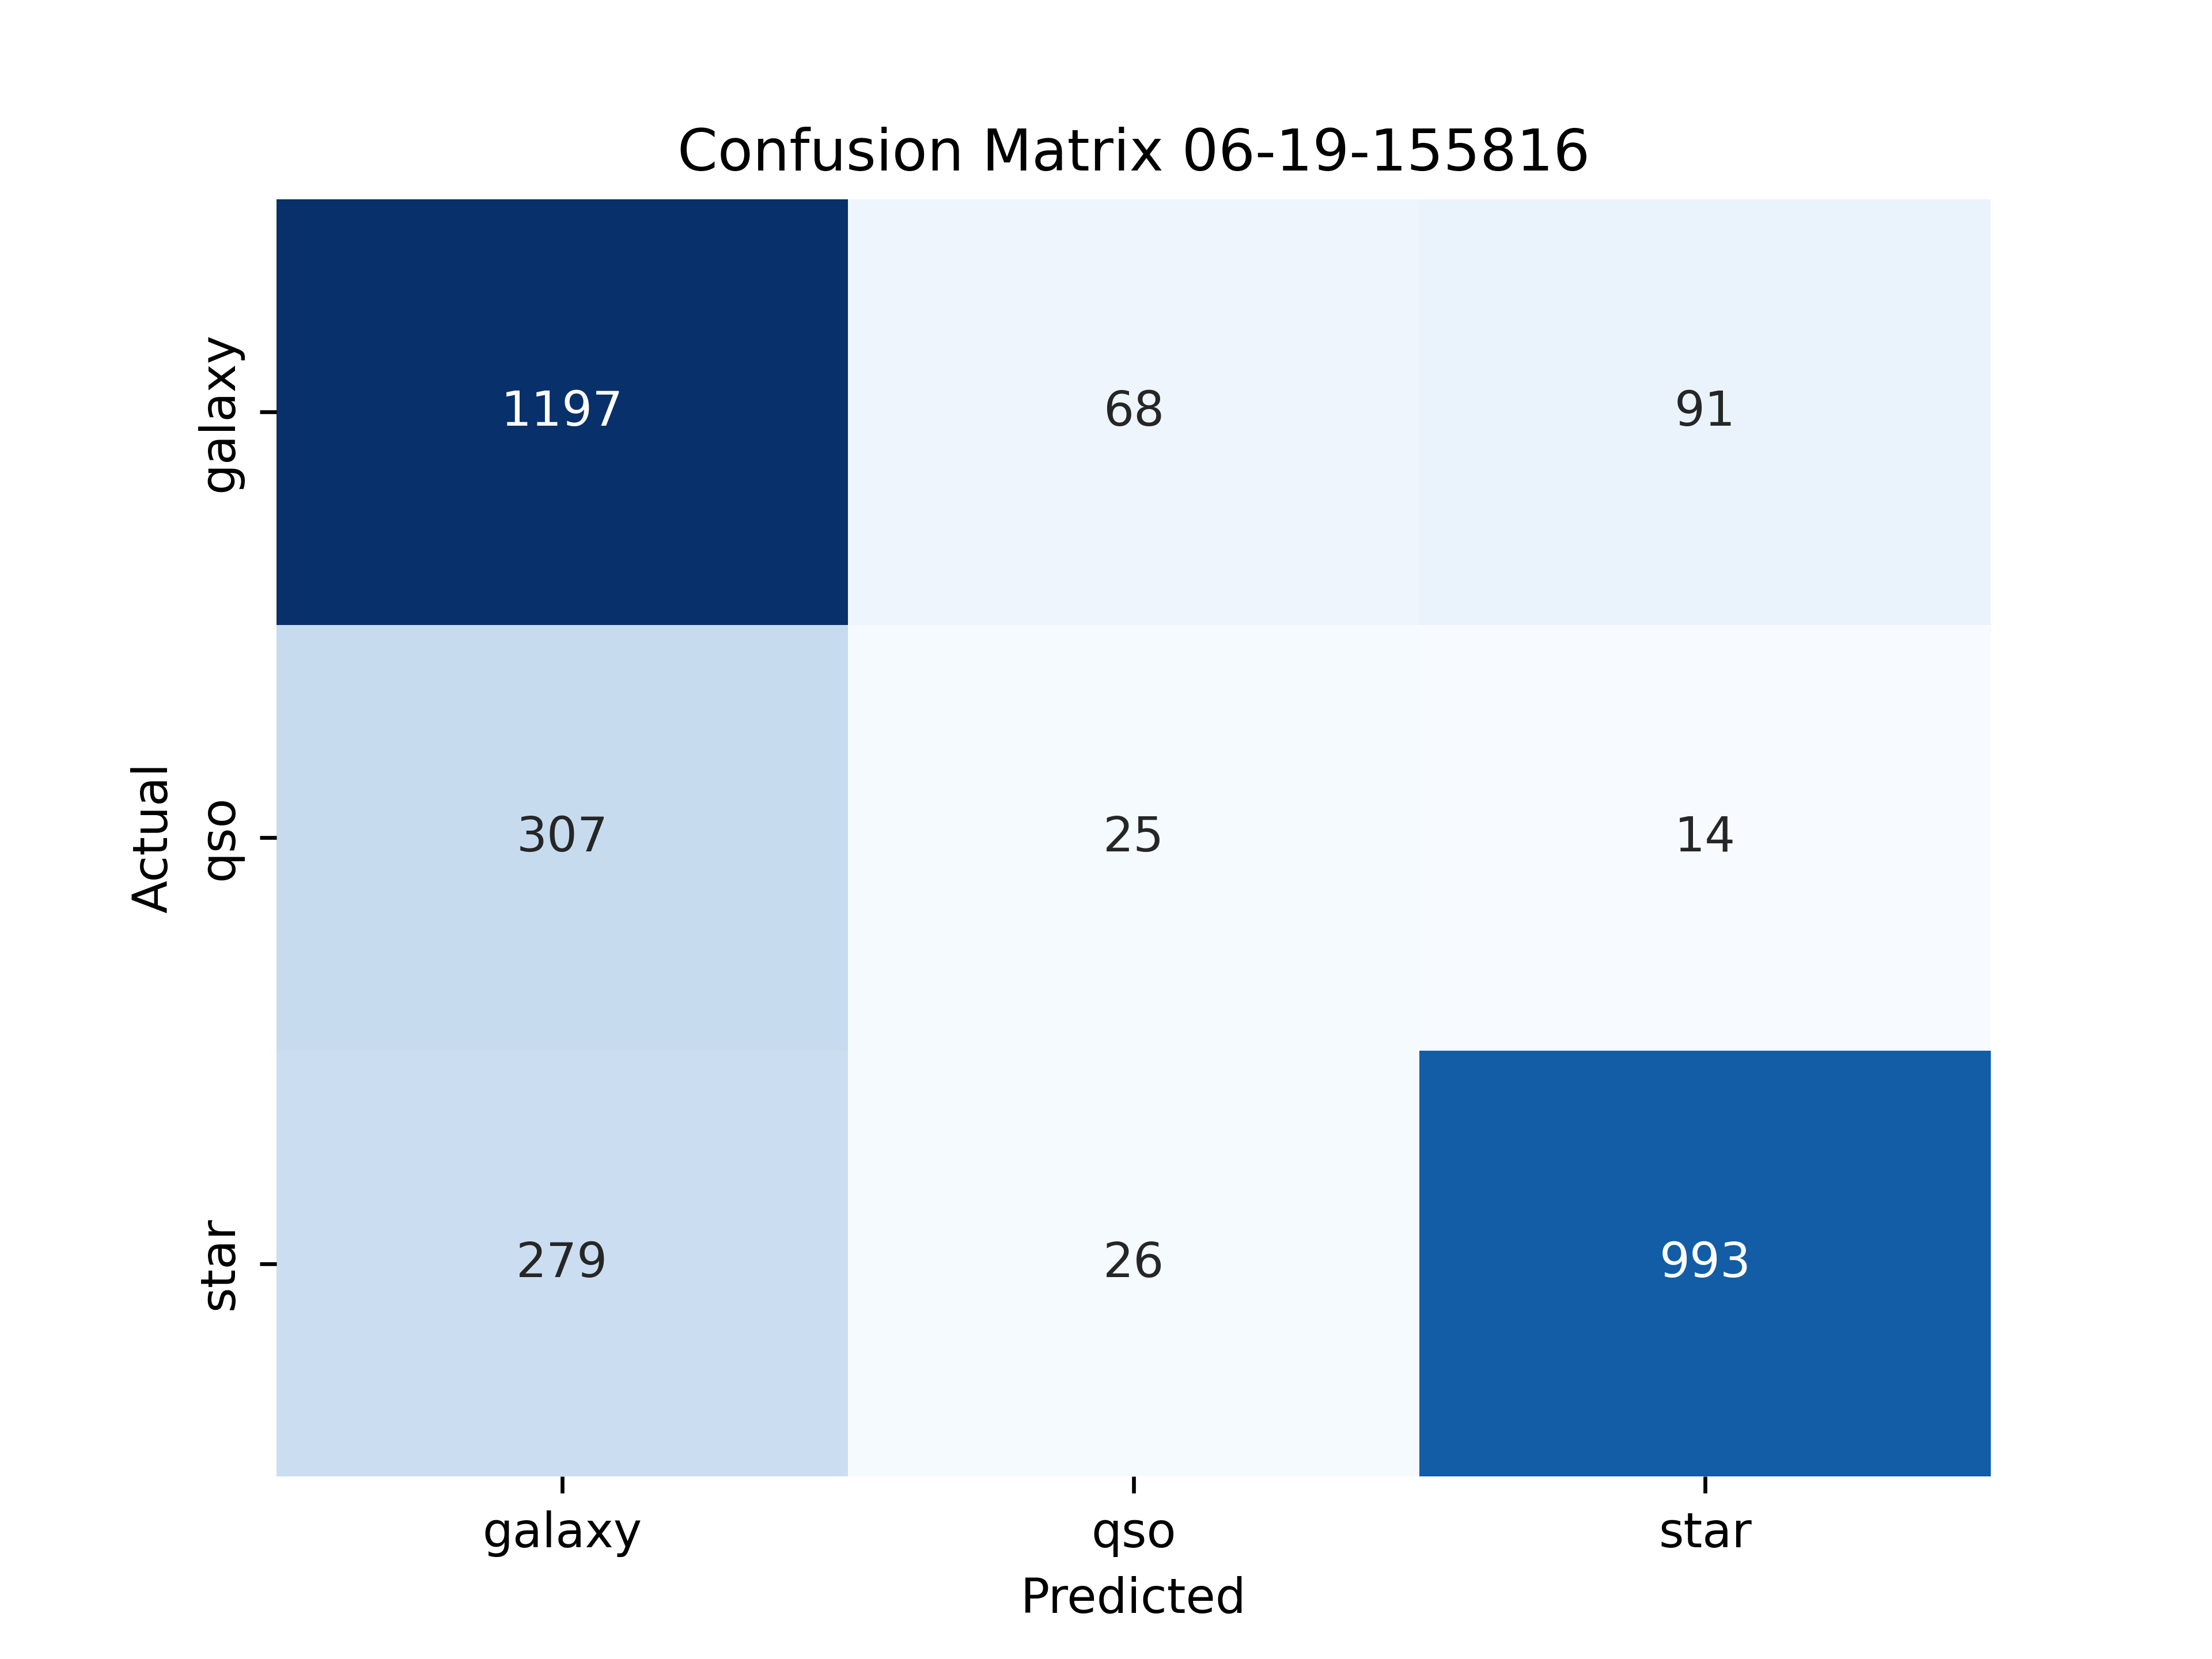 Confusion Matrix 06-19-155816
galaxy
1197 68 91
Actual
qso
307 25 14
star
279 26 993
galaxy qso star
Predicted